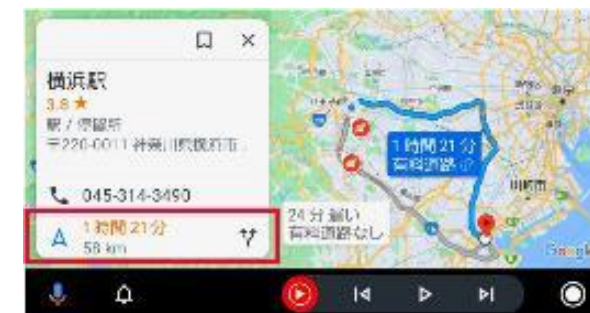 横浜駅
3.8 ★
駅 / 停留所
〒220-0011 神奈川県横浜市
045-314-3490
1 時間 21 分
58 km
1 時間 21 分
有料道路
24 分 遅い
有料道路なし
川崎市
Google